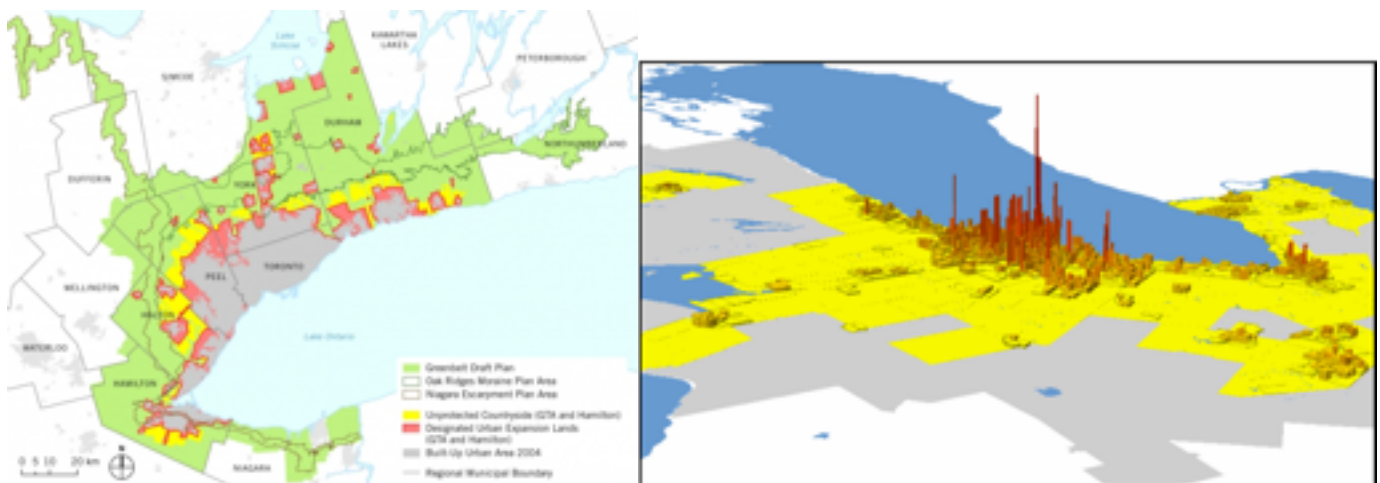 Lake
Simcoe
KAWARTHA
LAKES
PETERBOROUGH
SIMCOE
DURHAM
NORTHUMBERLAND
DUFFERIN
YORK
PEEL
TORONTO
WELLINGTON
HALTON
Lake Ontario
WATERLOO
HAMILTON
Greenbelt Draft Plan
Oak Ridges Moraine Plan Area
Niagara Escarpment Plan Area
Unprotected Countryside (GTA and Hamilton)
Designated Urban Expansion Lands
(GTA and Hamilton)
Built-Up Urban Area 2004
Regional Municipal Boundary
N
0 5 10 20 km
NIAGARA